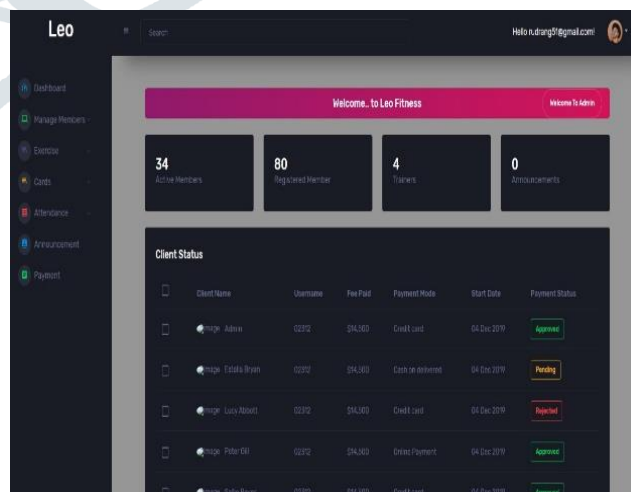 Leo
Search
Hello rudrang51@gmail.com!
Dashboard
Manage Members
Exercise
Cards
Attendance
Announcement
Payment
Welcome.. to Leo Fitness
Welcome To Admin
34
Active Members
80
Registered Member
4
Trainers
0
Announcements
Client Status
Client Name Username Fee Paid Payment Mode Start Date Payment Status
image Admin 02312 $14,500 Credit card 04 Dec 2019 Approved
image Estella Bryan 02312 $14,500 Cash on delivered 04 Dec 2019 Pending
image Lucy Abbott 02312 $14,500 Credit card 04 Dec 2019 Rejected
image Peter Gill 02312 $14,500 Online Payment 04 Dec 2019 Approved